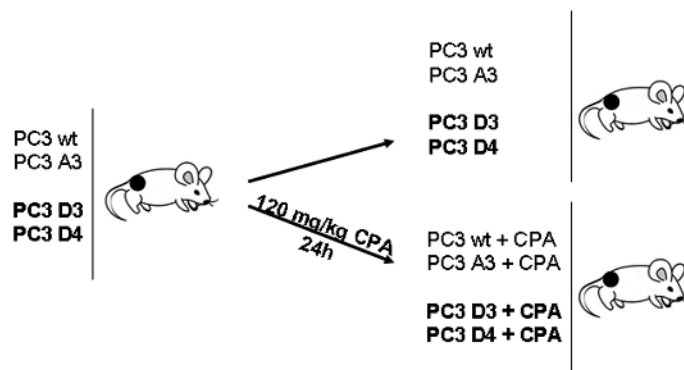 PC3 wt
PC3 A3
PC3 D3
PC3 D4
120 mg/kg CPA
24h
PC3 wt
PC3 A3
PC3 D3
PC3 D4
PC3 wt + CPA
PC3 A3 + CPA
PC3 D3 + CPA
PC3 D4 + CPA